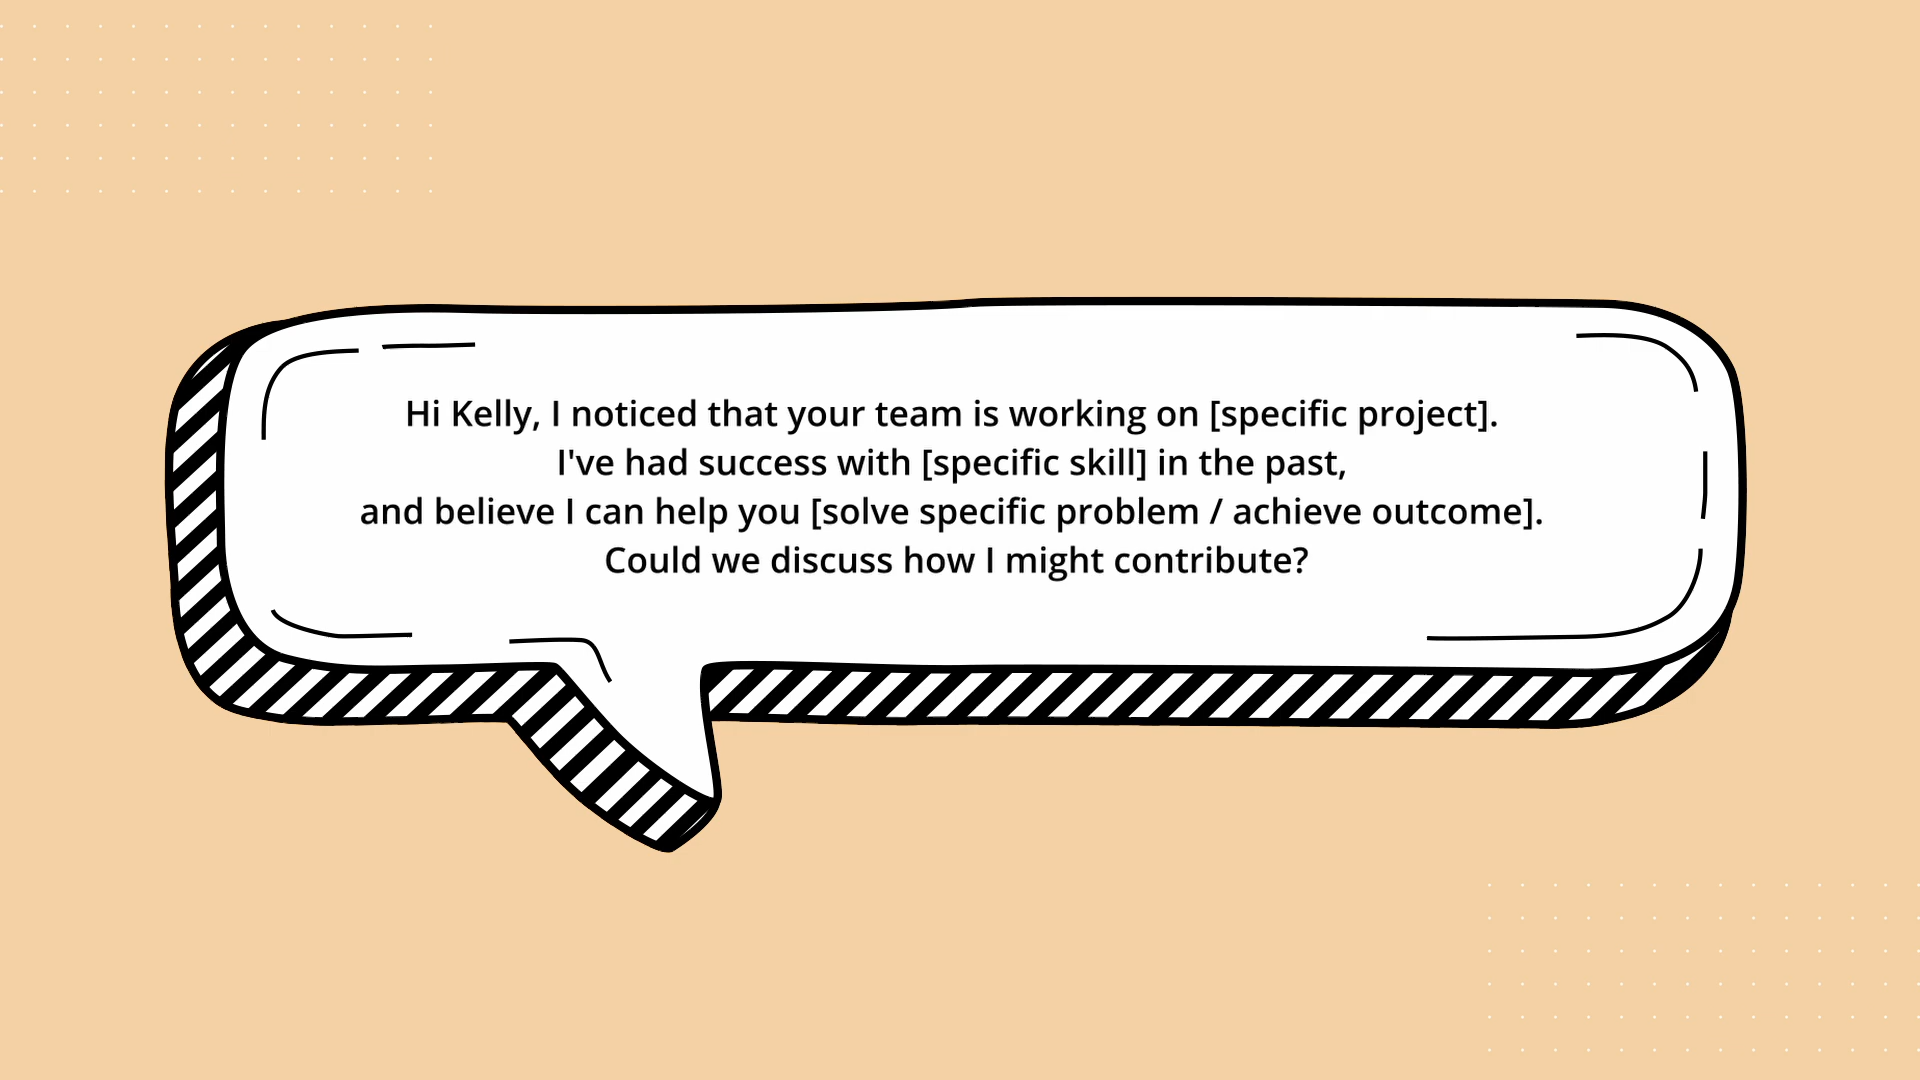 Hi Kelly, I noticed that your team is working on [specific project].
I've had success with [specific skill] in the past,
and believe I can help you [solve specific problem / achieve outcome].
Could we discuss how I might contribute?